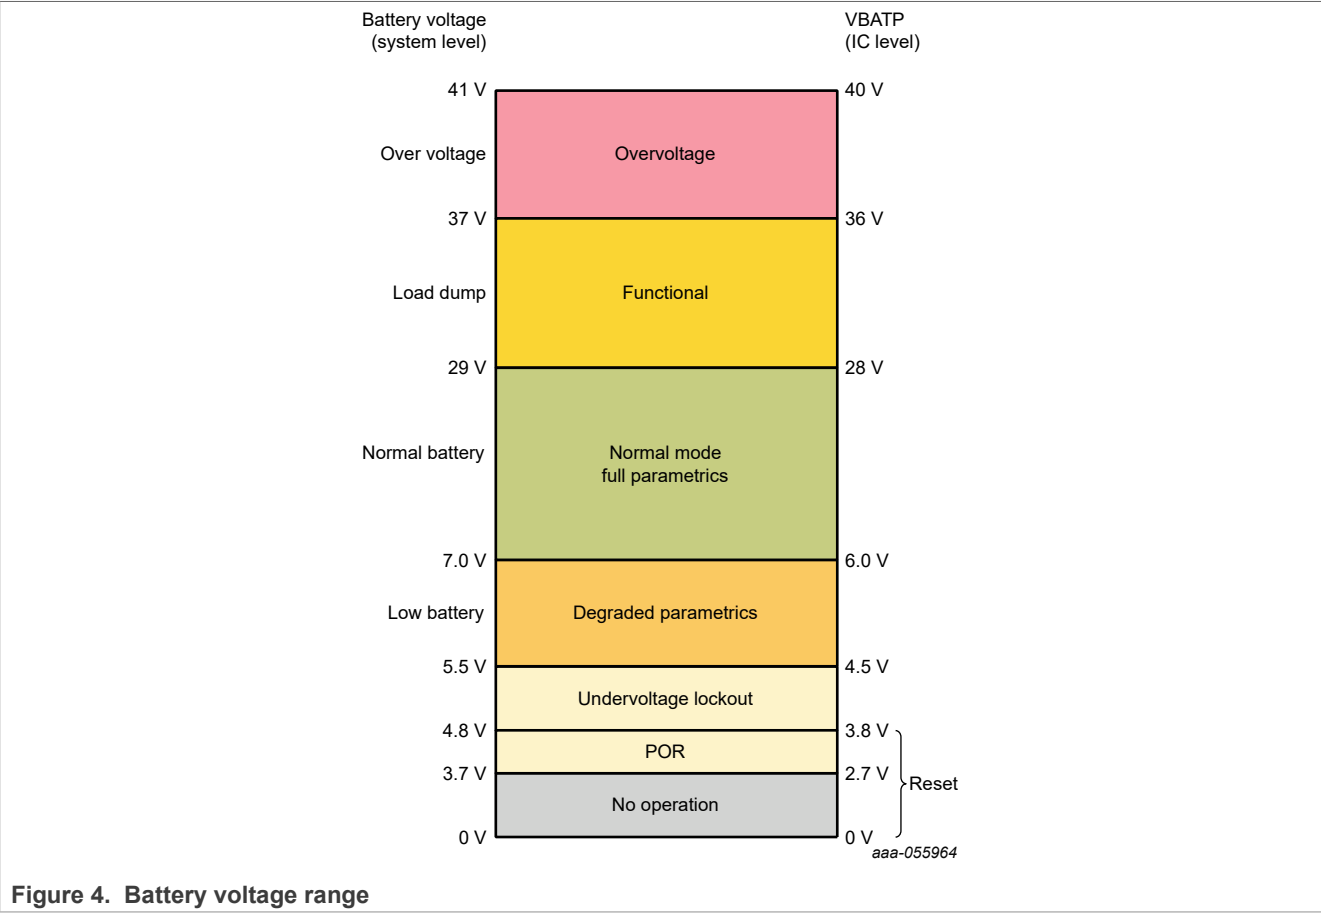 Battery voltage
(system level)
VBATP
(IC level)
41 V
40 V
Over voltage
Overvoltage
37 V
36 V
Load dump
Functional
29 V
28 V
Normal battery
Normal mode
full parametrics
7.0 V
6.0 V
Low battery
Degraded parametrics
5.5 V
4.5 V
Undervoltage lockout
4.8 V
3.8 V
POR
3.7 V
2.7 V
Reset
No operation
0 V
0 V
aaa-055964
Figure 4. Battery voltage range